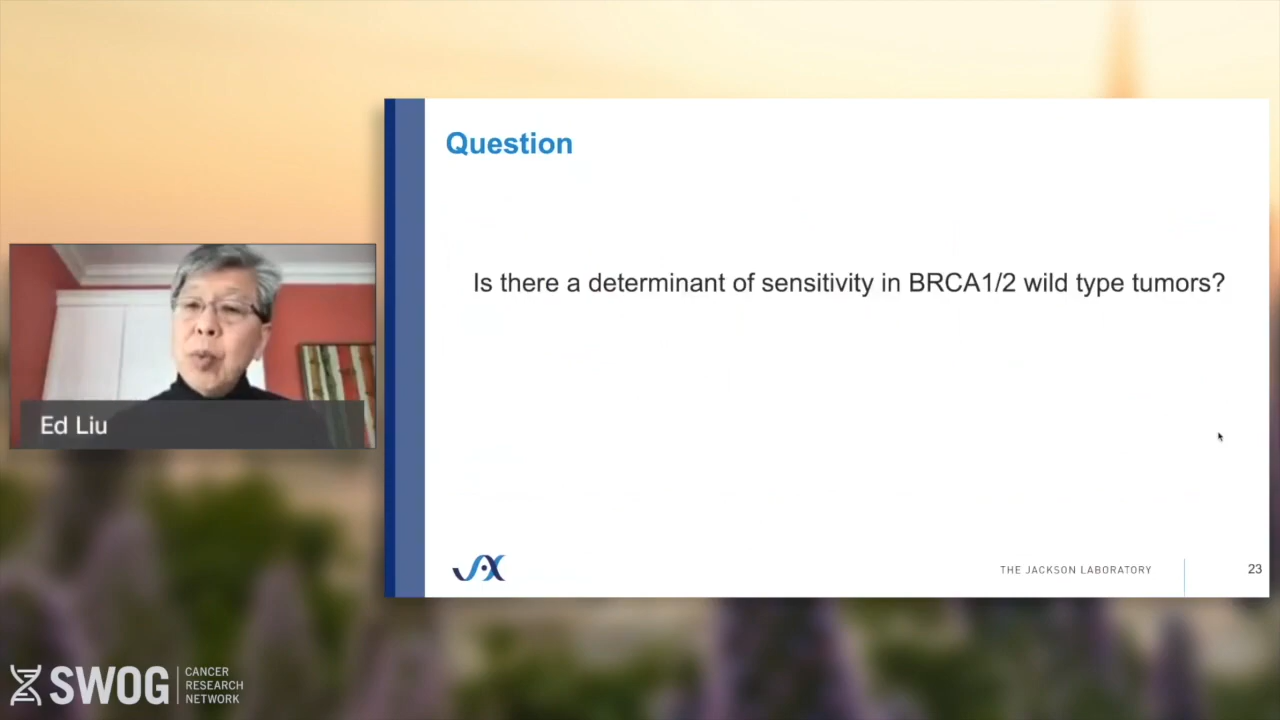 Question
Is there a determinant of sensitivity in BRCA1/2 wild type tumors?
Ed Liu
JAX
THE JACKSON LABORATORY
23
SWOG
CANCER
RESEARCH
NETWORK